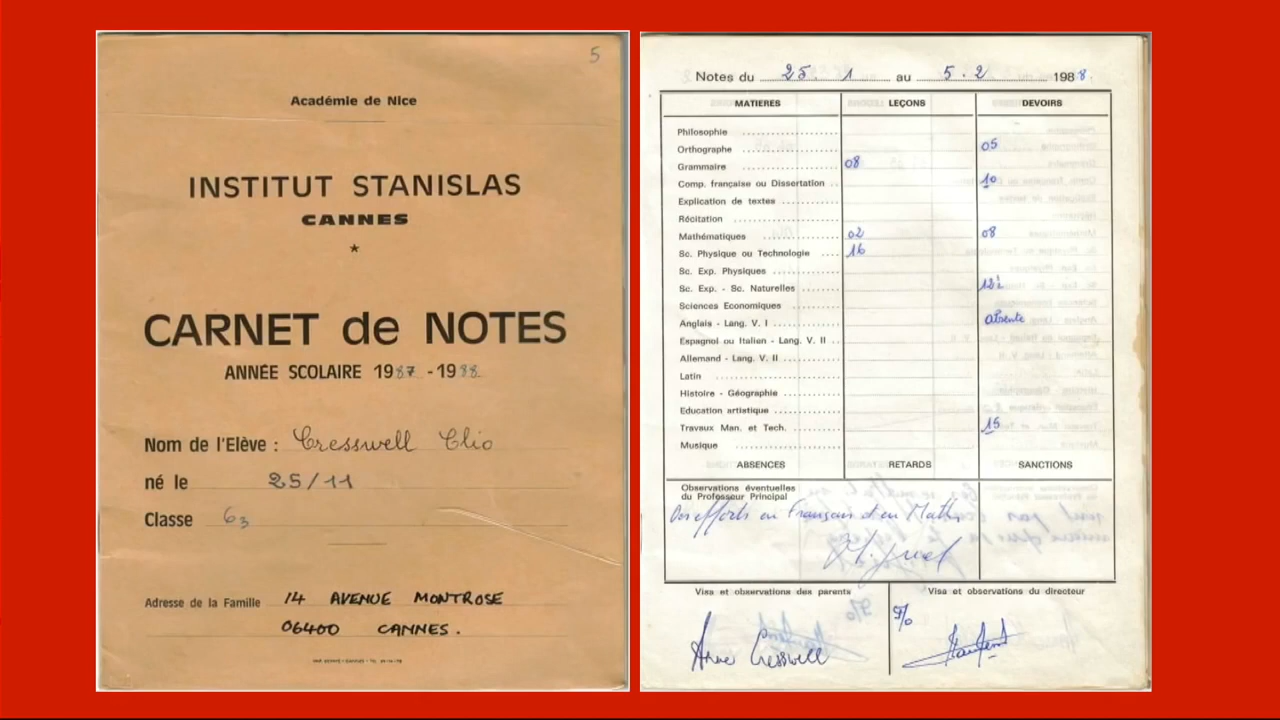 5
Académie de Nice
INSTITUT STANISLAS
CANNES
*
CARNET de NOTES
ANNÉE SCOLAIRE 1987 - 1988
Nom de l'Elève : Cresswell Clio
né le 25/11
Classe 63
Adresse de la Famille 14 AVENUE MONTROSE
06400 CANNES.
Notes du 25. 1 au 5. 2 1988.
MATIERES LEÇONS DEVOIRS
Philosophie
Orthographe 05
Grammaire 08
Comp. française ou Dissertation 10
Explication de textes
Récitation
Mathématiques 02 08
Sc. Physique ou Technologie 16
Sc. Exp. Physiques
Sc. Exp. - Sc. Naturelles 12
Sciences Economiques
Anglais - Lang. V. I absente
Espagnol ou Italien - Lang. V. II
Allemand - Lang. V. II
Latin
Histoire - Géographie
Education artistique
Travaux Man. et Tech. 15
Musique
ABSENCES RETARDS SANCTIONS
Observations éventuelles
du Professeur Principal
Des efforts en Français et en Maths
Visa et observations des parents Visa et observations du directeur
Anne Cresswell